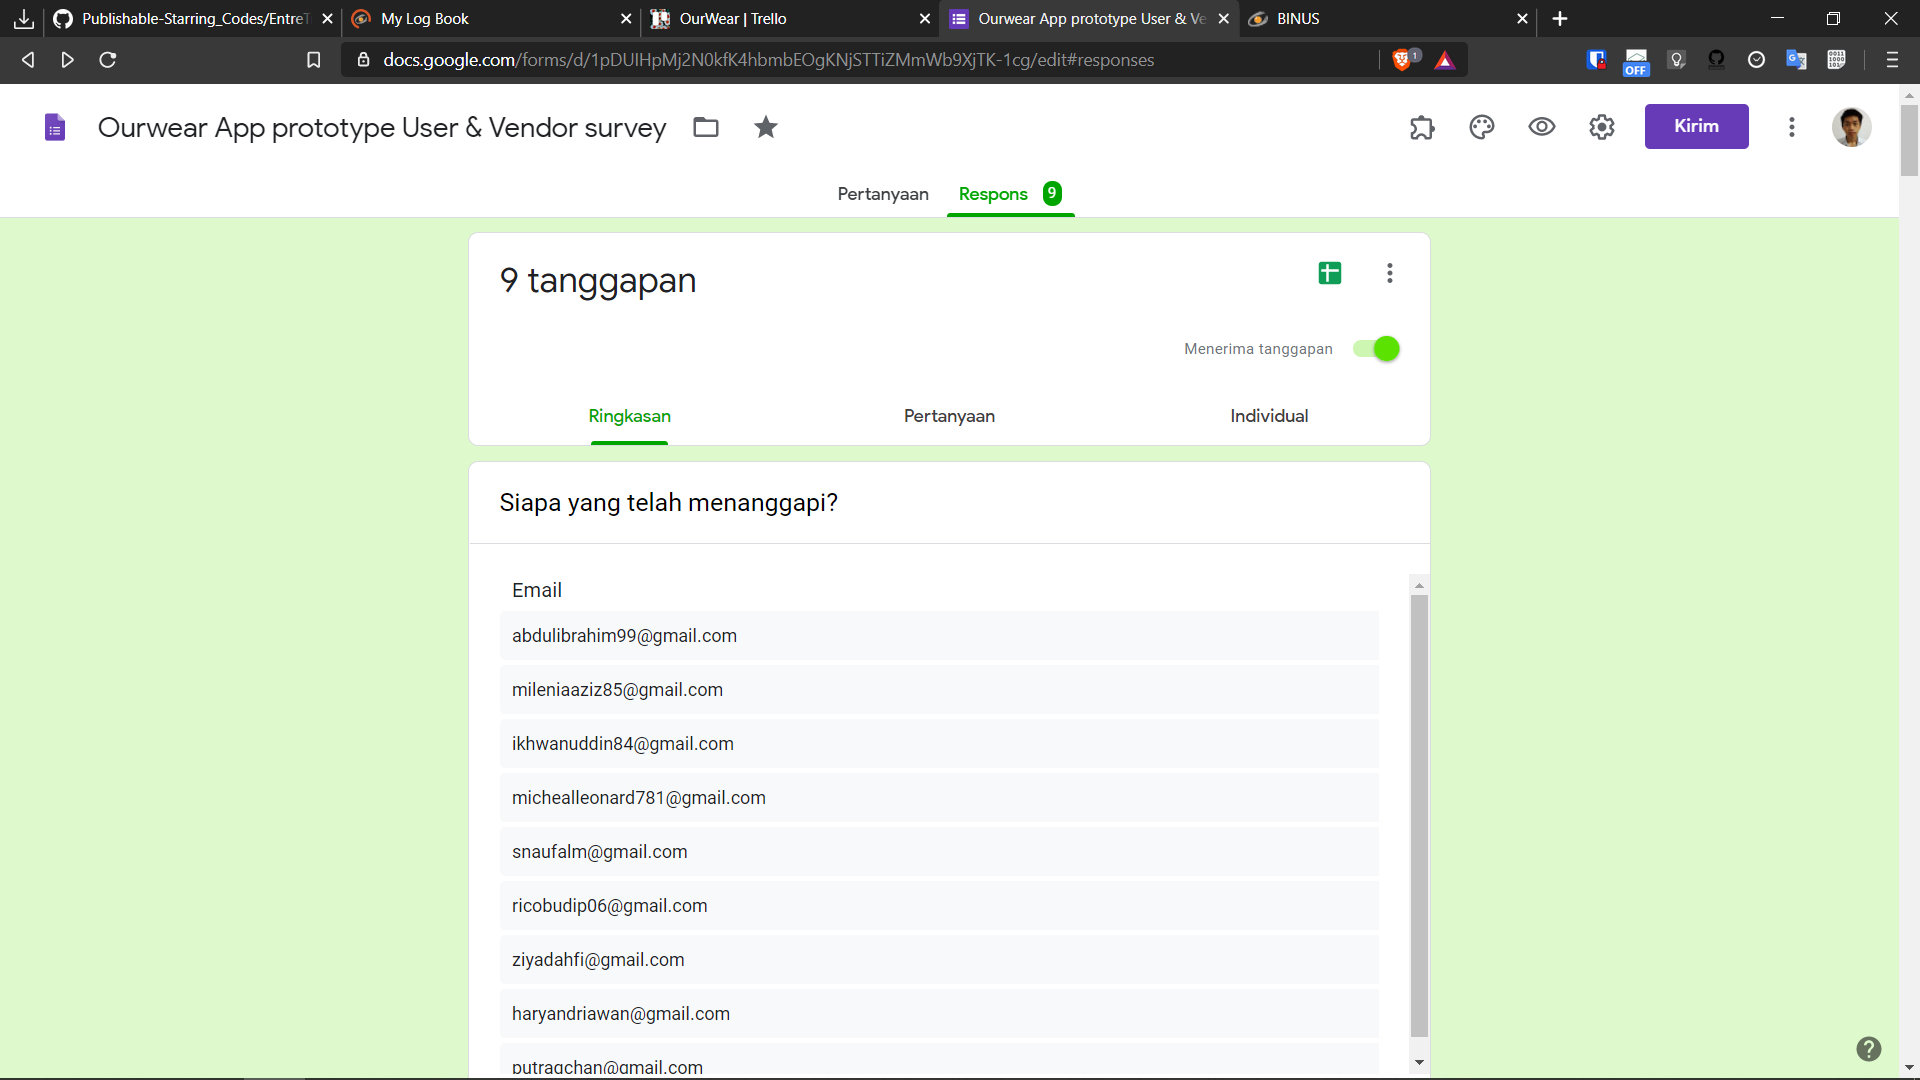 Publishable-Starring_Codes/EntreT
My Log Book
OurWear | Trello
Ourwear App prototype User & Ve
BINUS
docs.google.com/forms/d/1pDUIHpMj2N0kfK4hbmbEOgKNjSTTiZMmWb9XjTK-1cg/edit#responses
1
OFF
Ourwear App prototype User & Vendor survey
Kirim
Pertanyaan
Respons 9
9 tanggapan
Menerima tanggapan
Ringkasan
Pertanyaan
Individual
Siapa yang telah menanggapi?
Email
abdulibrahim99@gmail.com
mileniaaziz85@gmail.com
ikhwanuddin84@gmail.com
michealleonard781@gmail.com
snaufalm@gmail.com
ricobudip06@gmail.com
ziyadahfi@gmail.com
haryandriawan@gmail.com
putragchan@gmail.com